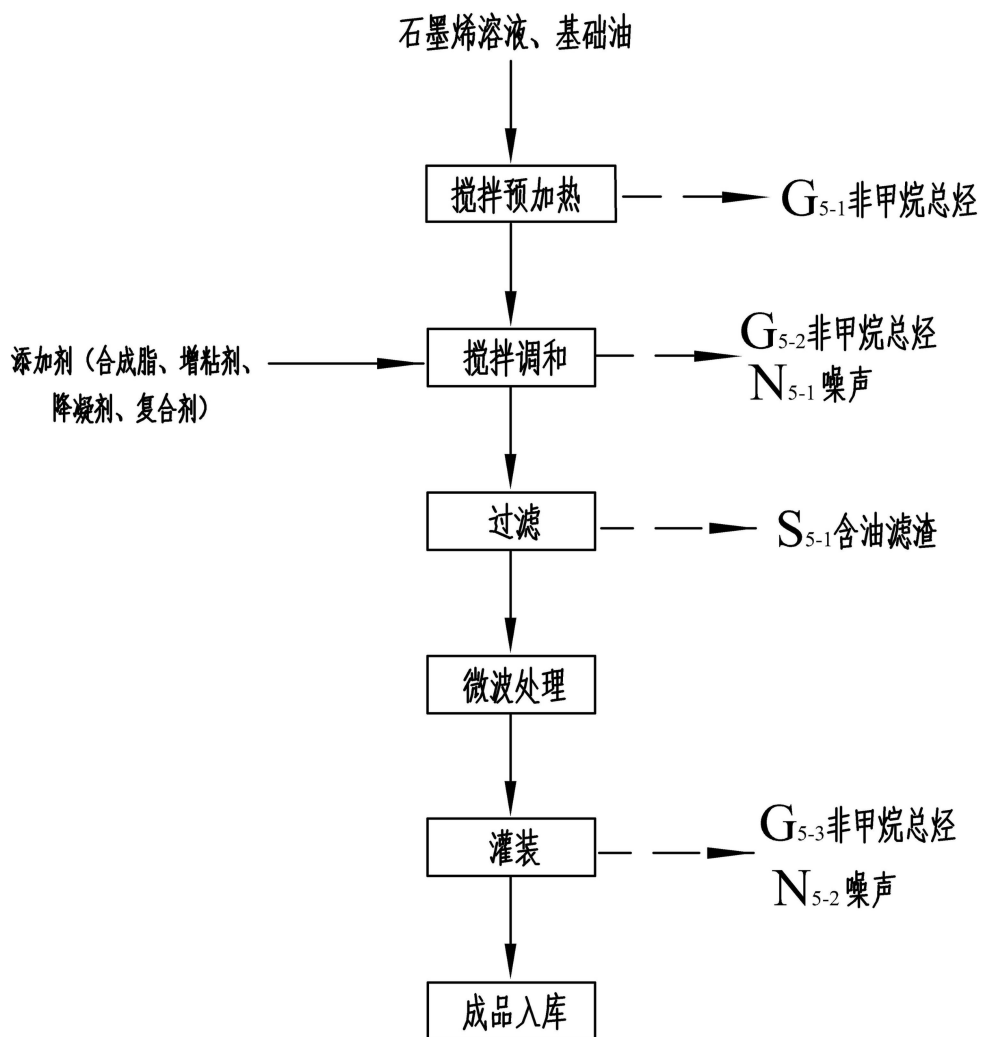 石墨烯溶液、基础油
搅拌预加热
G5-1非甲烷总烃
添加剂（合成脂、增粘剂、
降凝剂、复合剂）
搅拌调和
G5-2非甲烷总烃
N5-1噪声
过滤
S5-1含油滤渣
微波处理
灌装
G5-3非甲烷总烃
N5-2噪声
成品入库